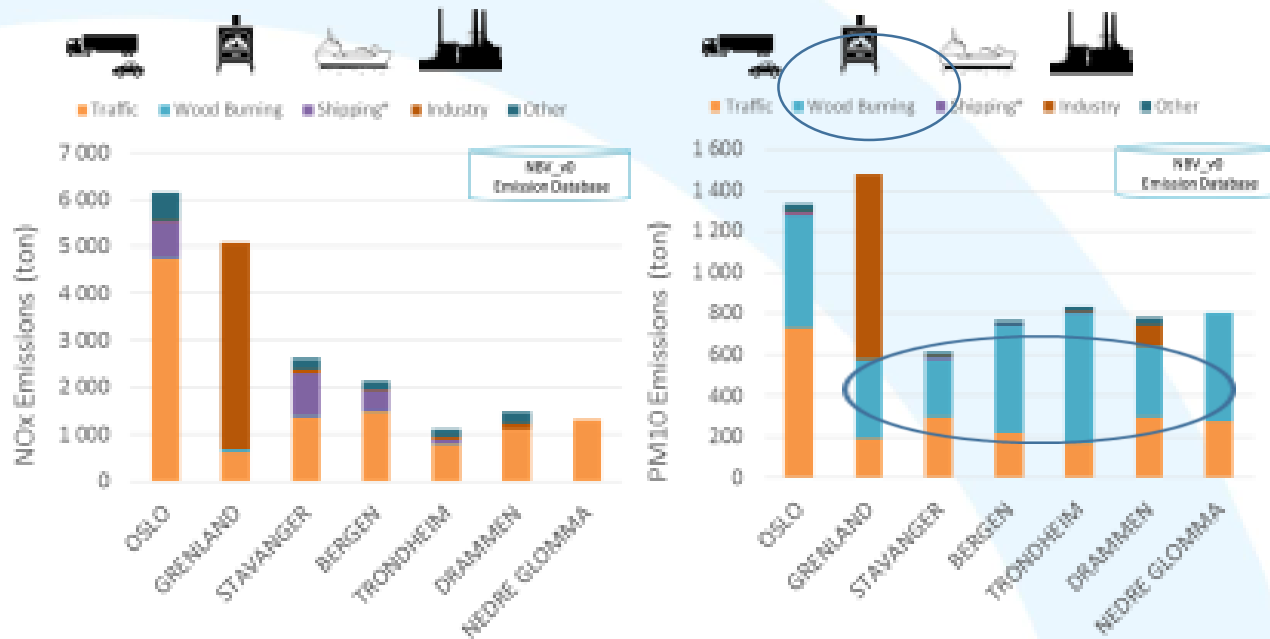 Traffic Wood Burning Shipping* Industry Other
NBV_v0
Emission Database
NOx Emissions (ton)
7 000
6 000
5 000
4 000
3 000
2 000
1 000
0
OSLO
GRENLAND
STAVANGER
BERGEN
TRONDHEIM
DRAMMEN
NEDRE GLOMMA
Traffic Wood Burning Shipping* Industry Other
NBV_v0
Emission Database
PM10 Emissions (ton)
1 600
1 400
1 200
1 000
800
600
400
200
0
OSLO
GRENLAND
STAVANGER
BERGEN
TRONDHEIM
DRAMMEN
NEDRE GLOMMA